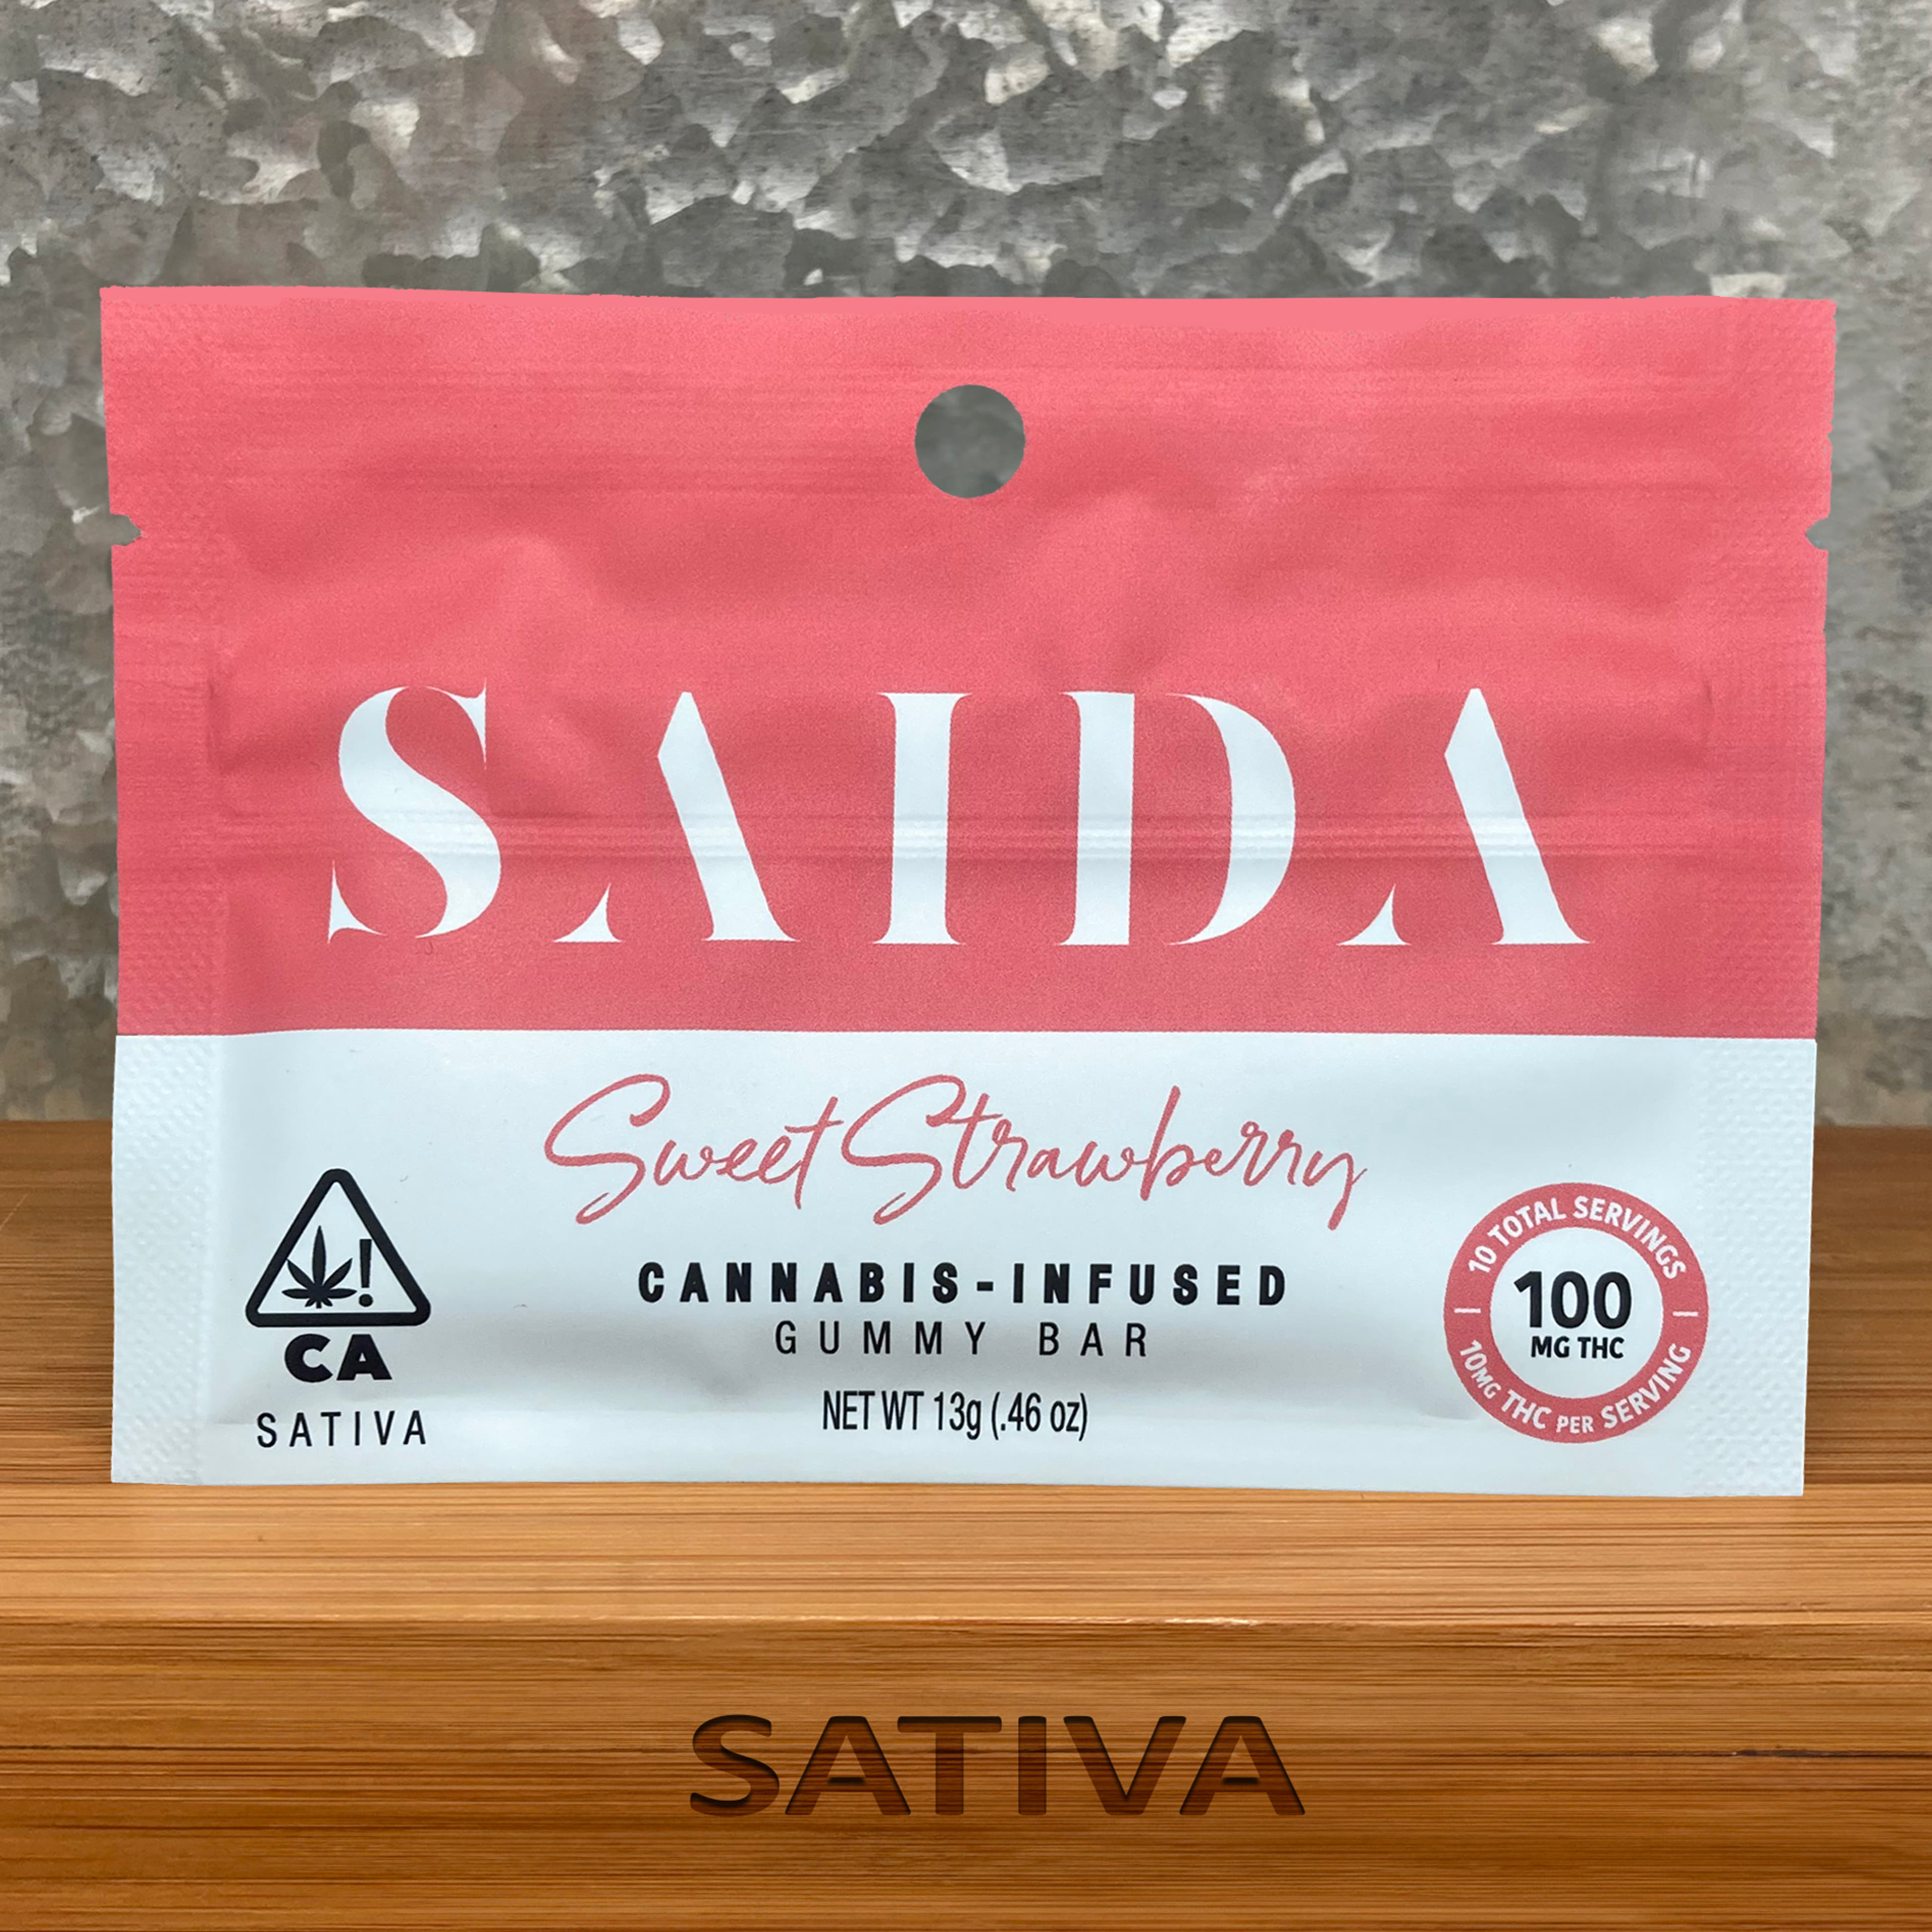 SAIDA
Sweet Strawberry
CANNABIS-INFUSED
GUMMY BAR
NET WT 13g (.46 oz)
!
CA
SATIVA
10 TOTAL SERVINGS
100
MG THC
10MG THC PER SERVING
SATIVA